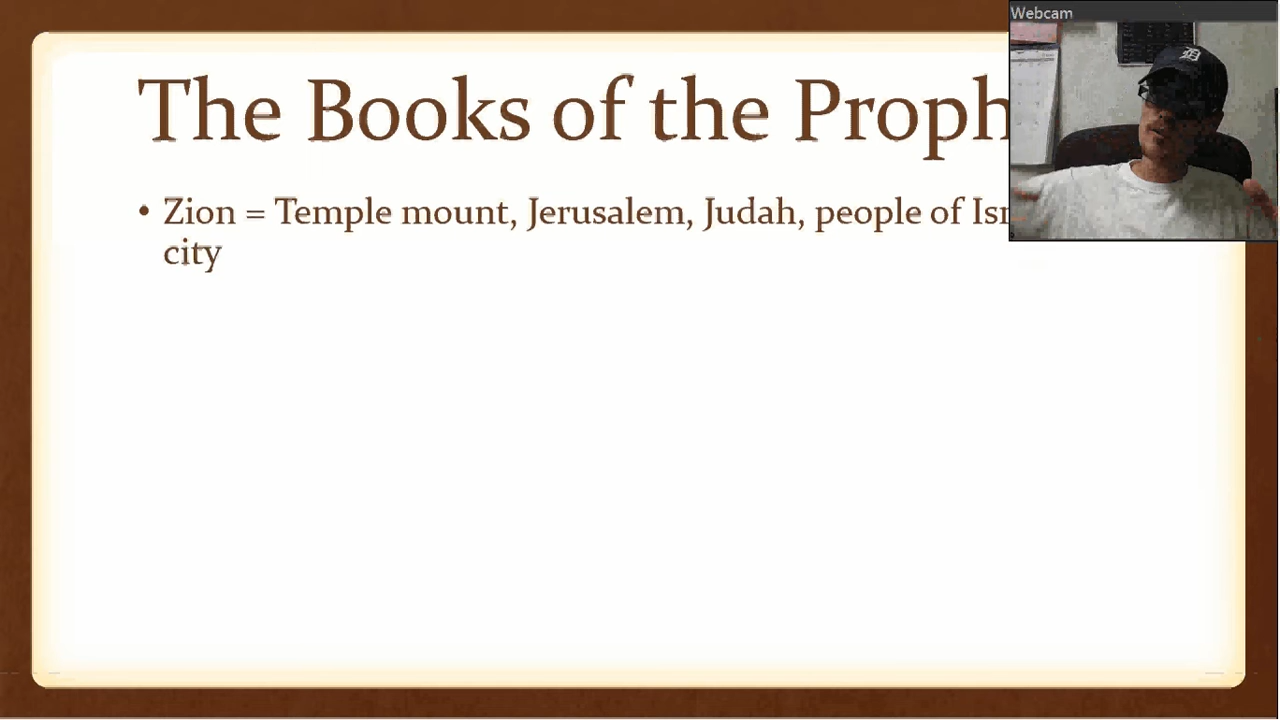 Webcam
The Books of the Proph
• Zion = Temple mount, Jerusalem, Judah, people of Isr
city